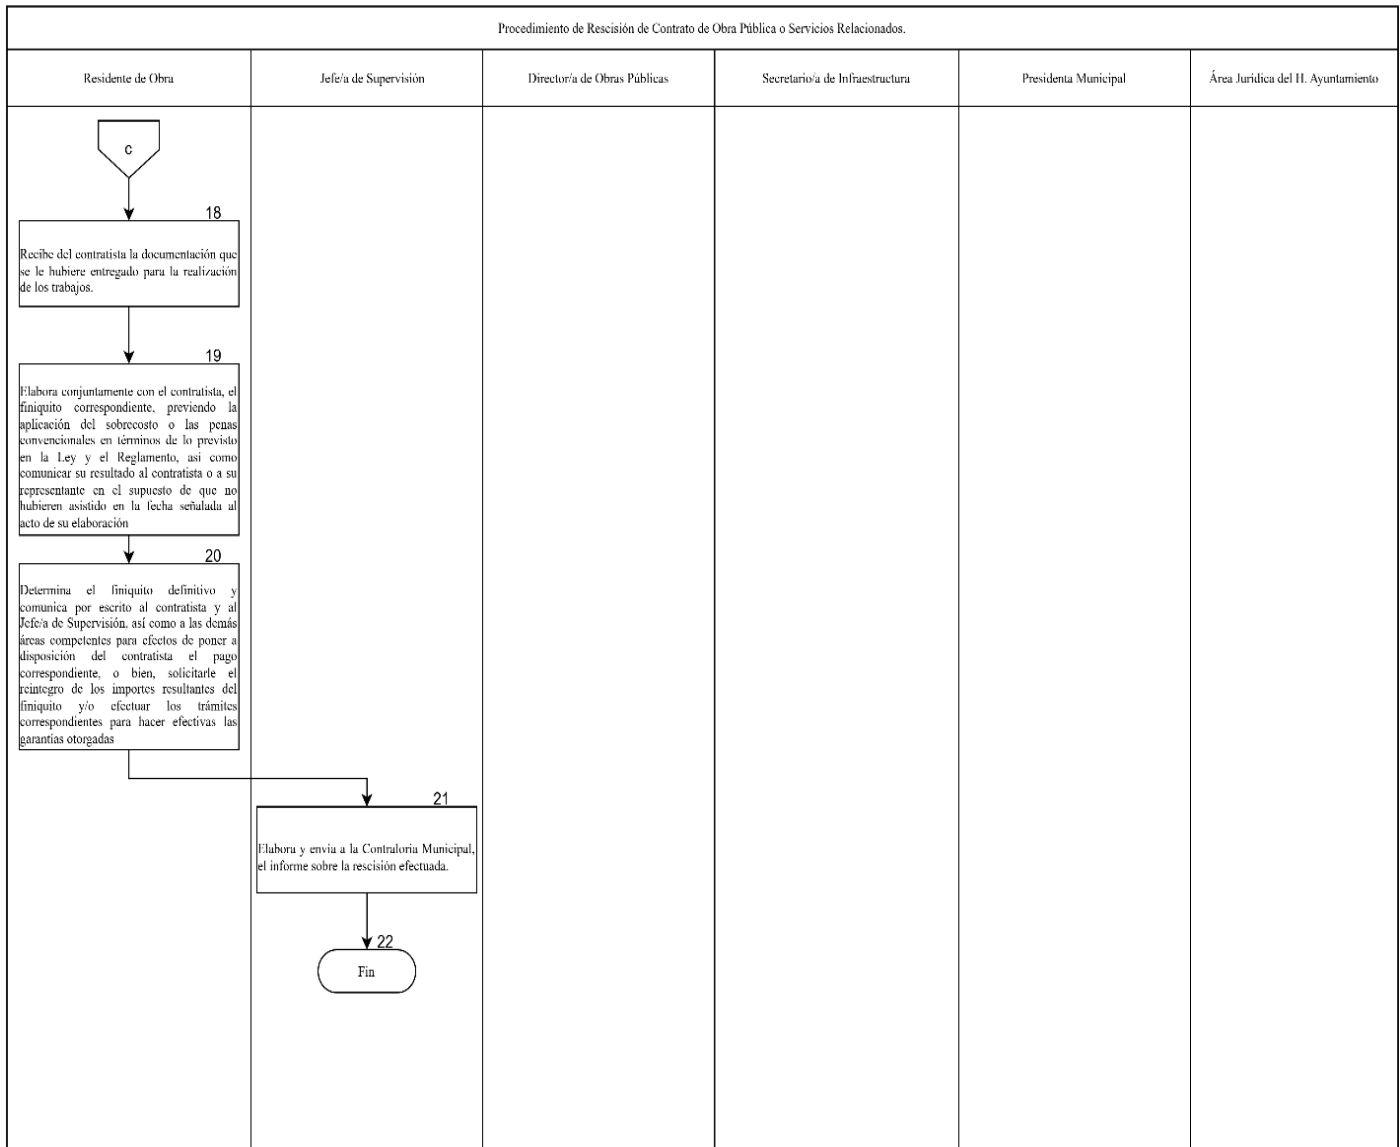 Procedimiento de Rescisión de Contrato de Obra Pública o Servicios Relacionados.
Residente de Obra
Jefe/a de Supervisión
Director/a de Obras Públicas
Secretario/a de Infraestructura
Presidenta Municipal
Área Jurídica del H. Ayuntamiento
c
18
Recibe del contratista la documentación que
se le hubiere entregado para la realización
de los trabajos.
19
Elabora conjuntamente con el contratista, el
finiquito correspondiente, previendo la
aplicación del sobrecosto o las penas
convencionales en términos de lo previsto
en la Ley y el Reglamento, así como
comunicar su resultado al contratista o a su
representante en el supuesto de que no
hubieren asistido en la fecha señalada al
acto de su elaboración
20
Determina el finiquito definitivo y
comunica por escrito al contratista y al
Jefe/a de Supervisión, así como a las demás
áreas competentes para efectos de poner a
disposición del contratista el pago
correspondiente, o bien, solicitarle el
reintegro de los importes resultantes del
finiquito y/o efectuar los trámites
correspondientes para hacer efectivas las
garantías otorgadas
21
Elabora y envía a la Contraloría Municipal,
el informe sobre la rescisión efectuada.
22
Fin